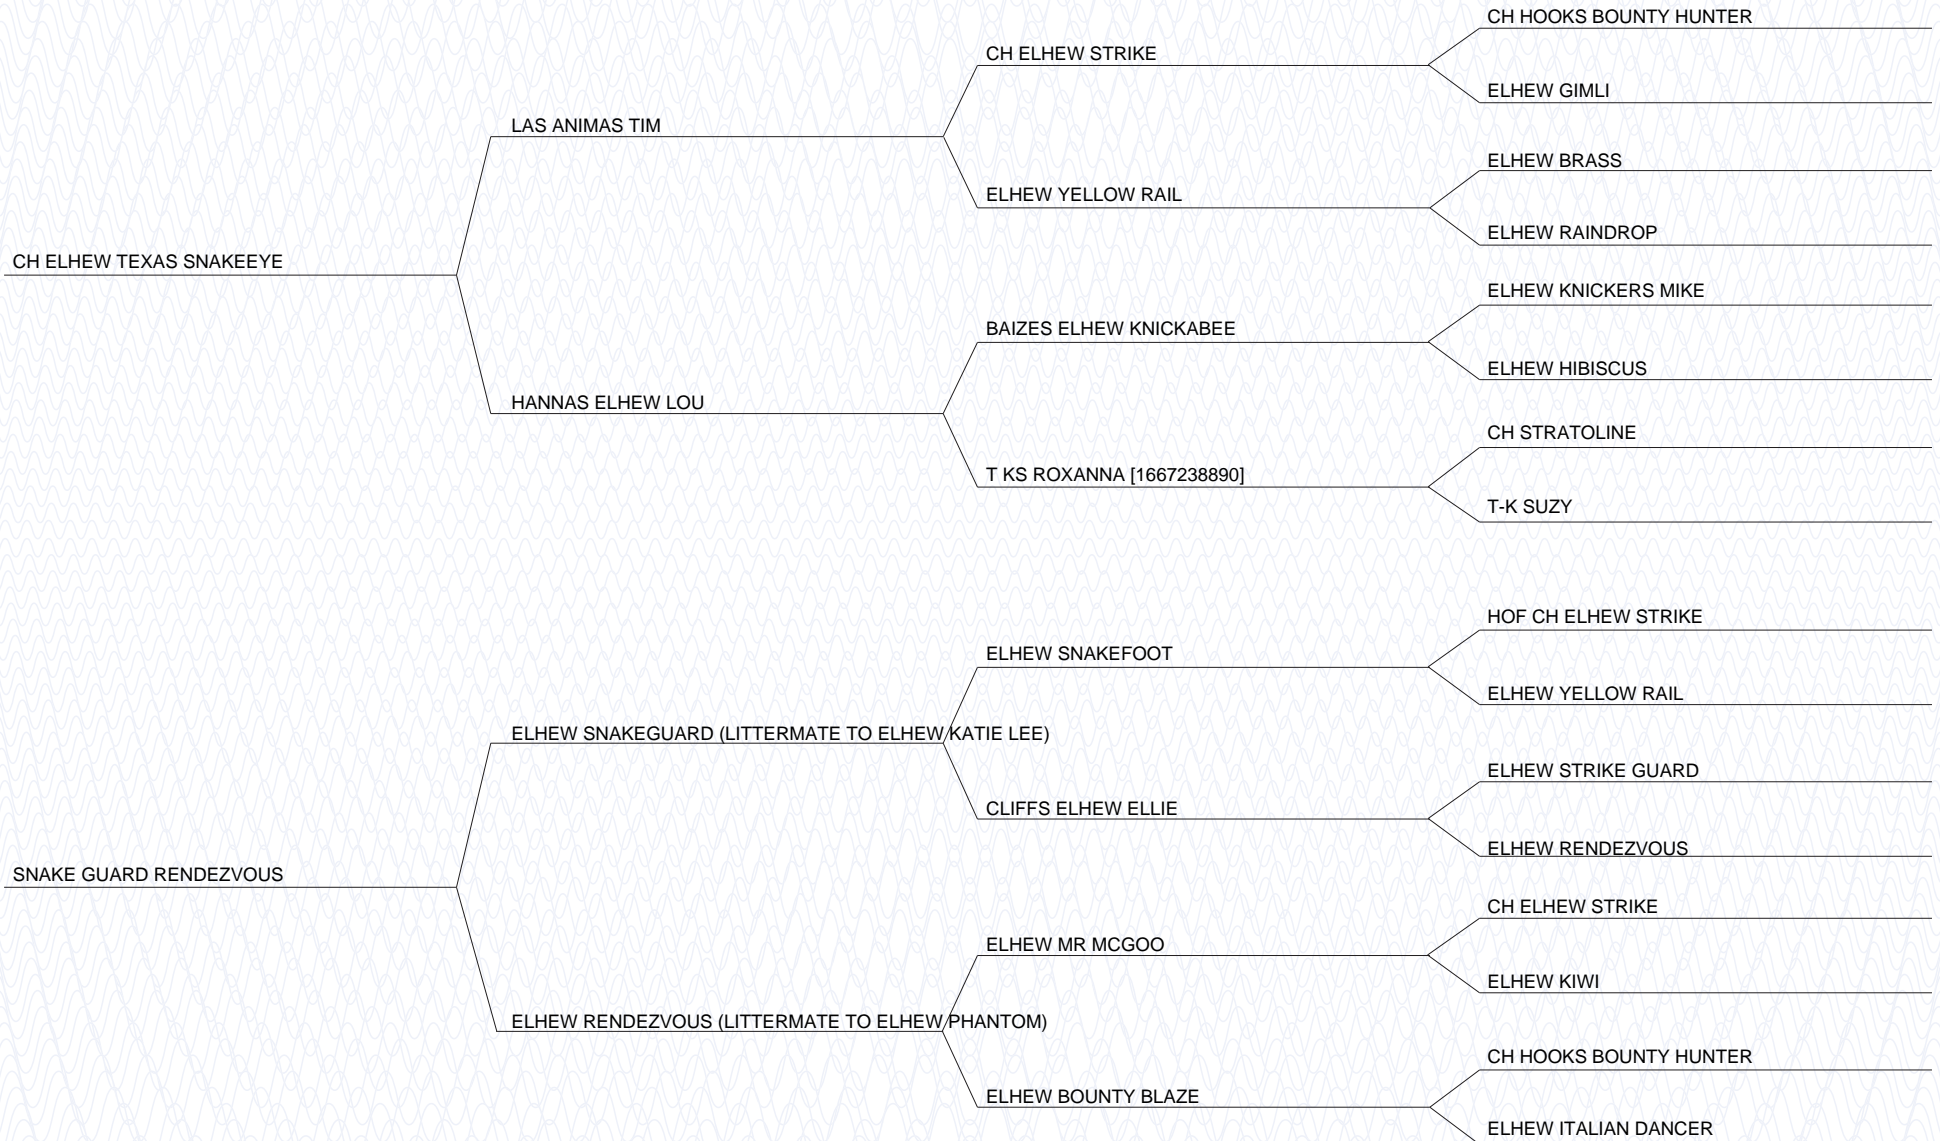 CH HOOKS BOUNTY HUNTER
CH ELHEW STRIKE
ELHEW GIMLI
LAS ANIMAS TIM
ELHEW BRASS
ELHEW YELLOW RAIL
ELHEW RAINDROP
CH ELHEW TEXAS SNAKEEYE
ELHEW KNICKERS MIKE
BAIZES ELHEW KNICKABEE
ELHEW HIBISCUS
HANNAS ELHEW LOU
CH STRATOLINE
T KS ROXANNA [1667238890]
T-K SUZY
HOF CH ELHEW STRIKE
ELHEW SNAKEFOOT
ELHEW YELLOW RAIL
ELHEW SNAKEGUARD (LITTERMATE TO ELHEW KATIE LEE)
ELHEW STRIKE GUARD
CLIFFS ELHEW ELLIE
ELHEW RENDEZVOUS
SNAKE GUARD RENDEZVOUS
CH ELHEW STRIKE
ELHEW MR MCGOO
ELHEW KIWI
ELHEW RENDEZVOUS (LITTERMATE TO ELHEW PHANTOM)
CH HOOKS BOUNTY HUNTER
ELHEW BOUNTY BLAZE
ELHEW ITALIAN DANCER